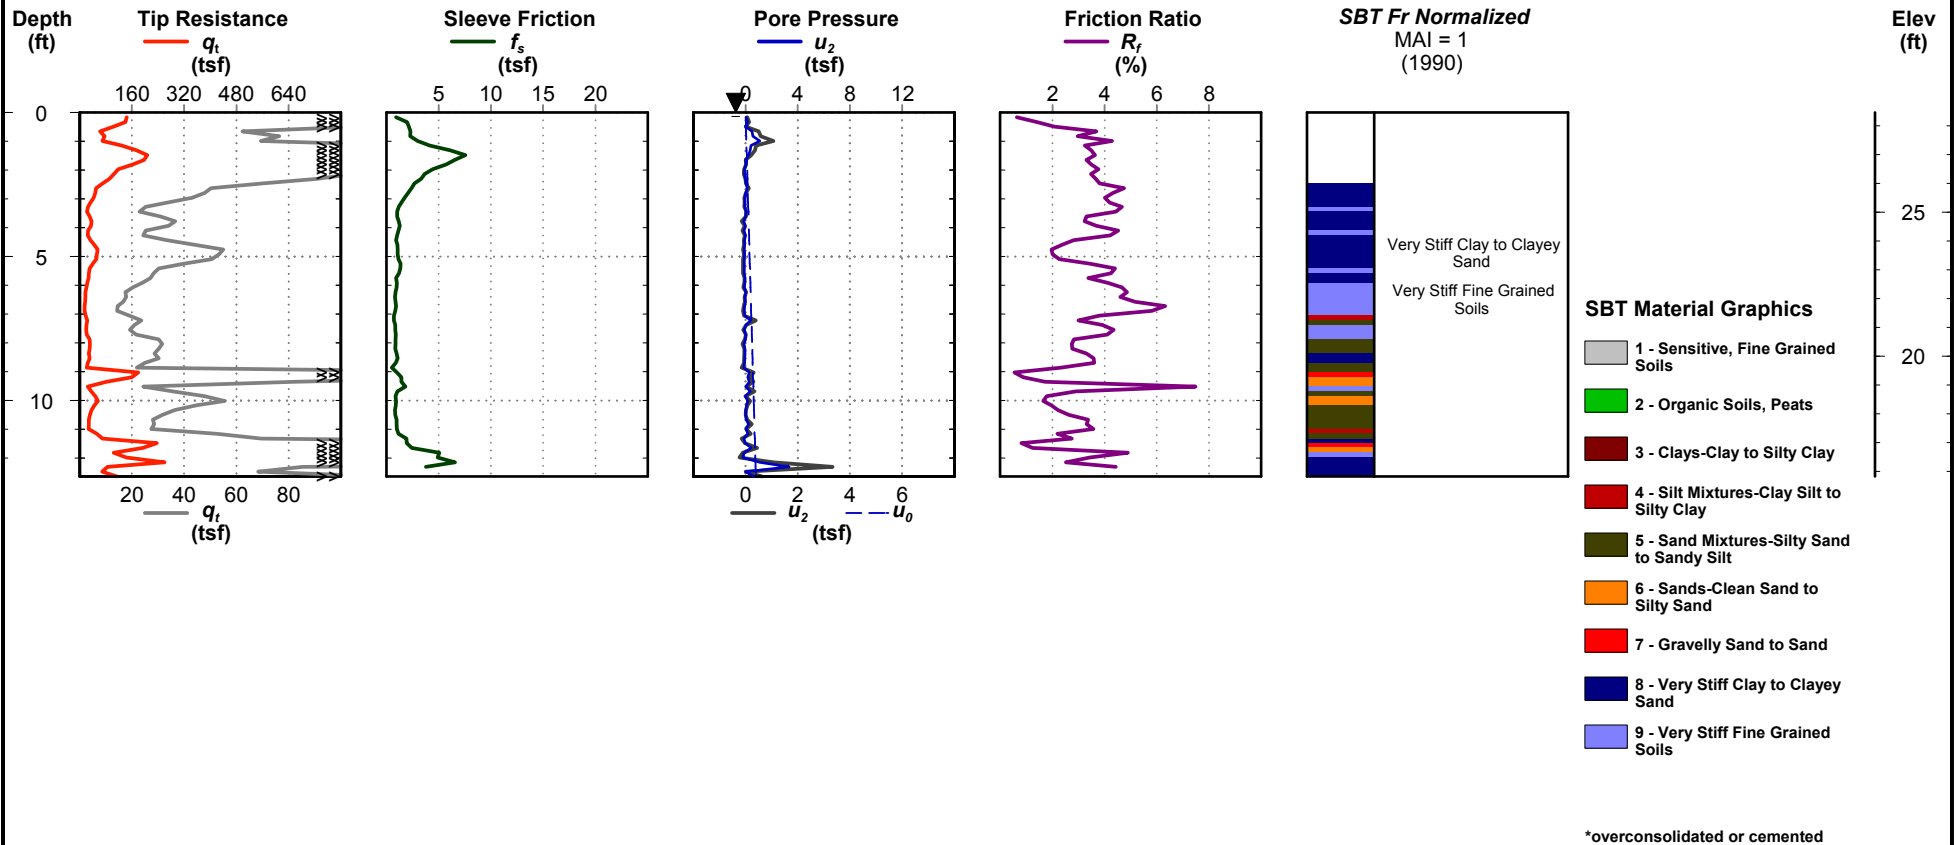 Depth
(ft)
Tip Resistance
qt
(tsf)
160 320 480 640
Sleeve Friction
fs
(tsf)
5 10 15 20
Pore Pressure
u2
(tsf)
0 4 8 12
Friction Ratio
Rf
(%)
2 4 6 8
SBT Fr Normalized
MAI = 1
(1990)
Elev
(ft)
0
5
10
25
20
20 40 60 80
qt
(tsf)
0 2 4 6
u2 u0
(tsf)
Very Stiff Clay to Clayey
Sand
Very Stiff Fine Grained
Soils
SBT Material Graphics
1 - Sensitive, Fine Grained
Soils
2 - Organic Soils, Peats
3 - Clays-Clay to Silty Clay
4 - Silt Mixtures-Clay Silt to
Silty Clay
5 - Sand Mixtures-Silty Sand
to Sandy Silt
6 - Sands-Clean Sand to
Silty Sand
7 - Gravelly Sand to Sand
8 - Very Stiff Clay to Clayey
Sand
9 - Very Stiff Fine Grained
Soils
*overconsolidated or cemented